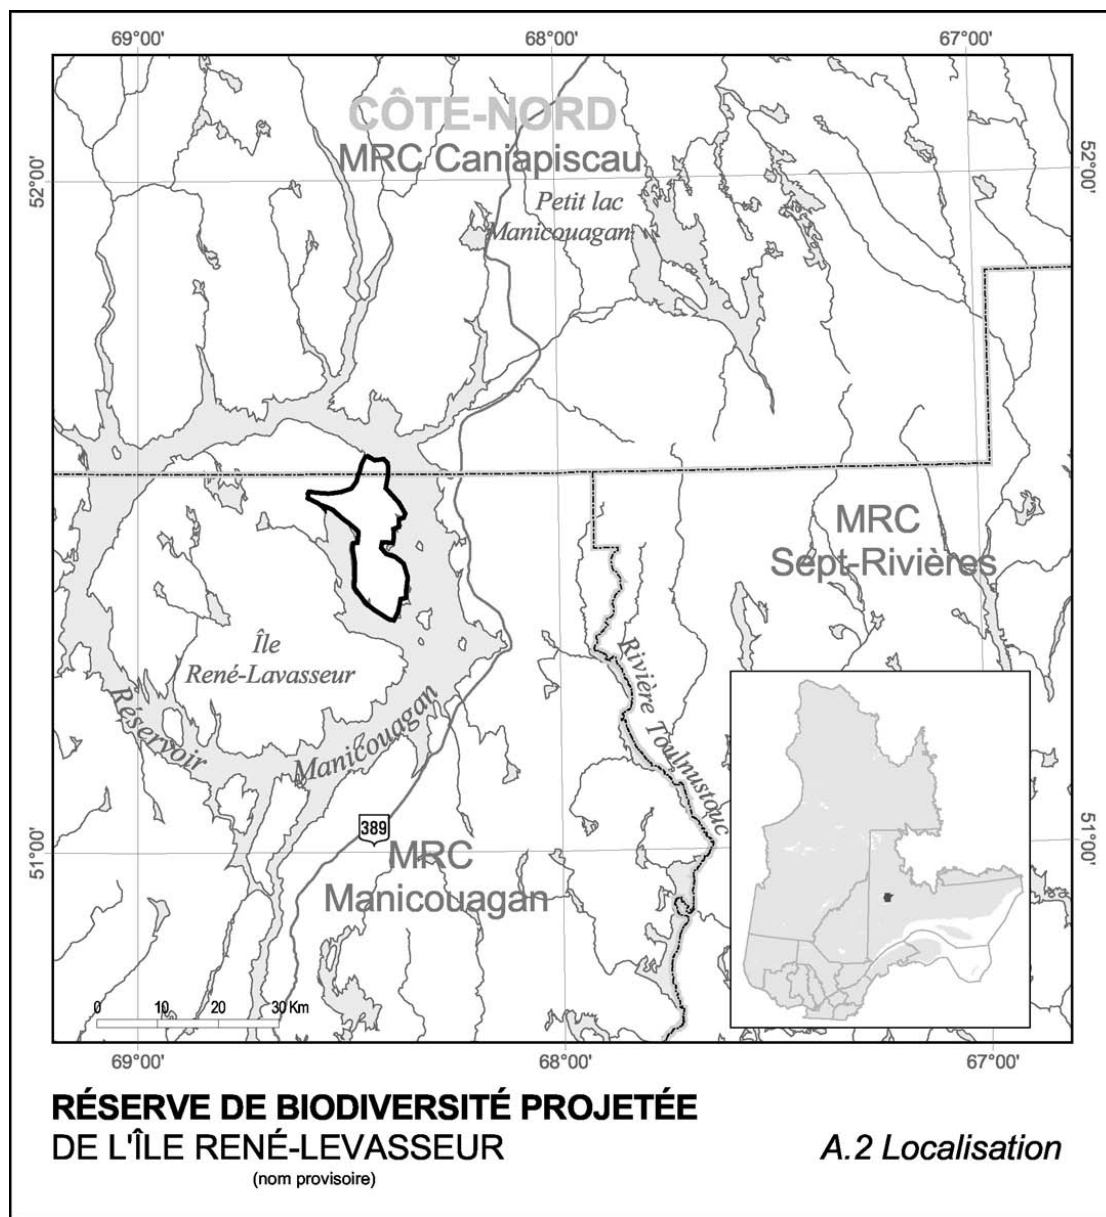 69°00'
68°00'
67°00'
CÔTE-NORD
MRC Caniapiscau
52°00'
52°00'
Petit lac
Manicouagan
MRC
Sept-Rivières
Île
René-Lavasseur
Réservoir
Manicouagan
Rivière Toulnustouc
389
MRC
Manicouagan
51°00'
51°00'
0 10 20 30 Km
69°00'
68°00'
67°00'
RÉSERVE DE BIODIVERSITÉ PROJETÉE
DE L'ÎLE RENÉ-LEVASSEUR
(nom provisoire)
A.2 Localisation